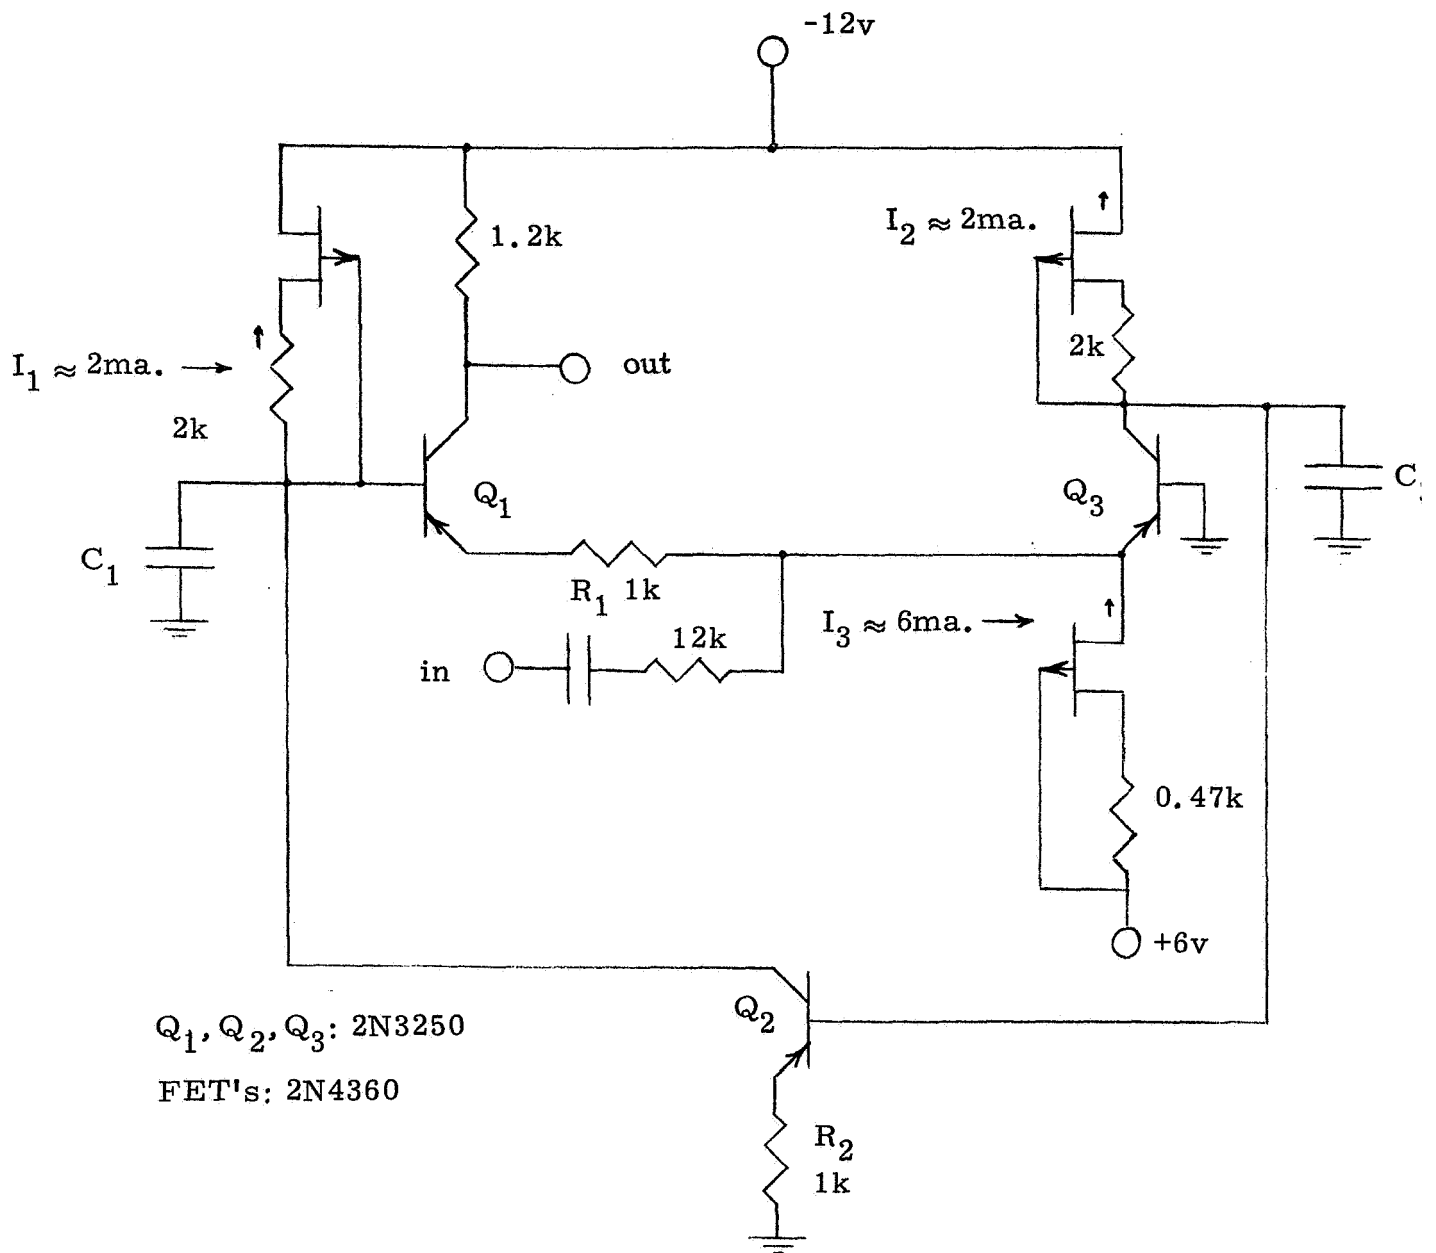 -12v
1.2k
I2 ≈ 2ma.
2k
I1 ≈ 2ma.
out
2k
Q1
Q3
C
C1
R1 1k
I3 ≈ 6ma.
12k
in
0.47k
+6v
Q2
Q1, Q2, Q3: 2N3250
FET's: 2N4360
R2
1k